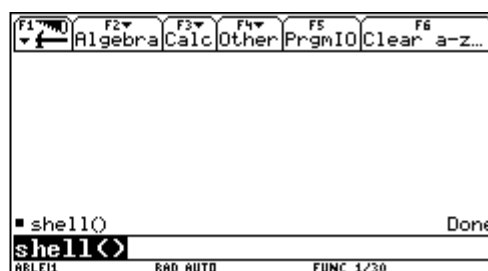 F1 F2 F3 F4 F5 F6
Algebra Calc Other PrgmIO Clear a-z…
shell() Done
shell()
RAD AUTO FUNC 1/30